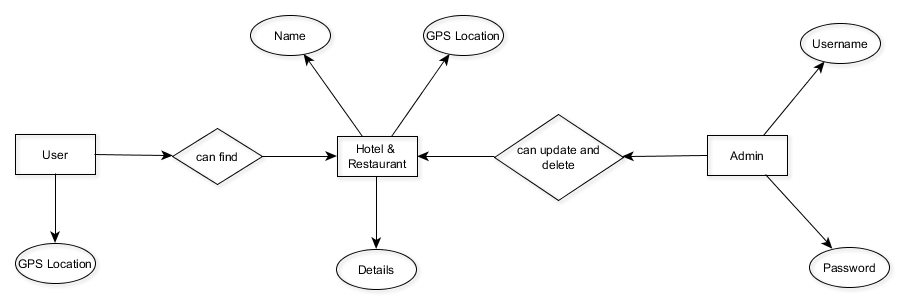 Name
GPS Location
Username
User
can find
Hotel &
Restaurant
can update and
delete
Admin
GPS Location
Details
Password